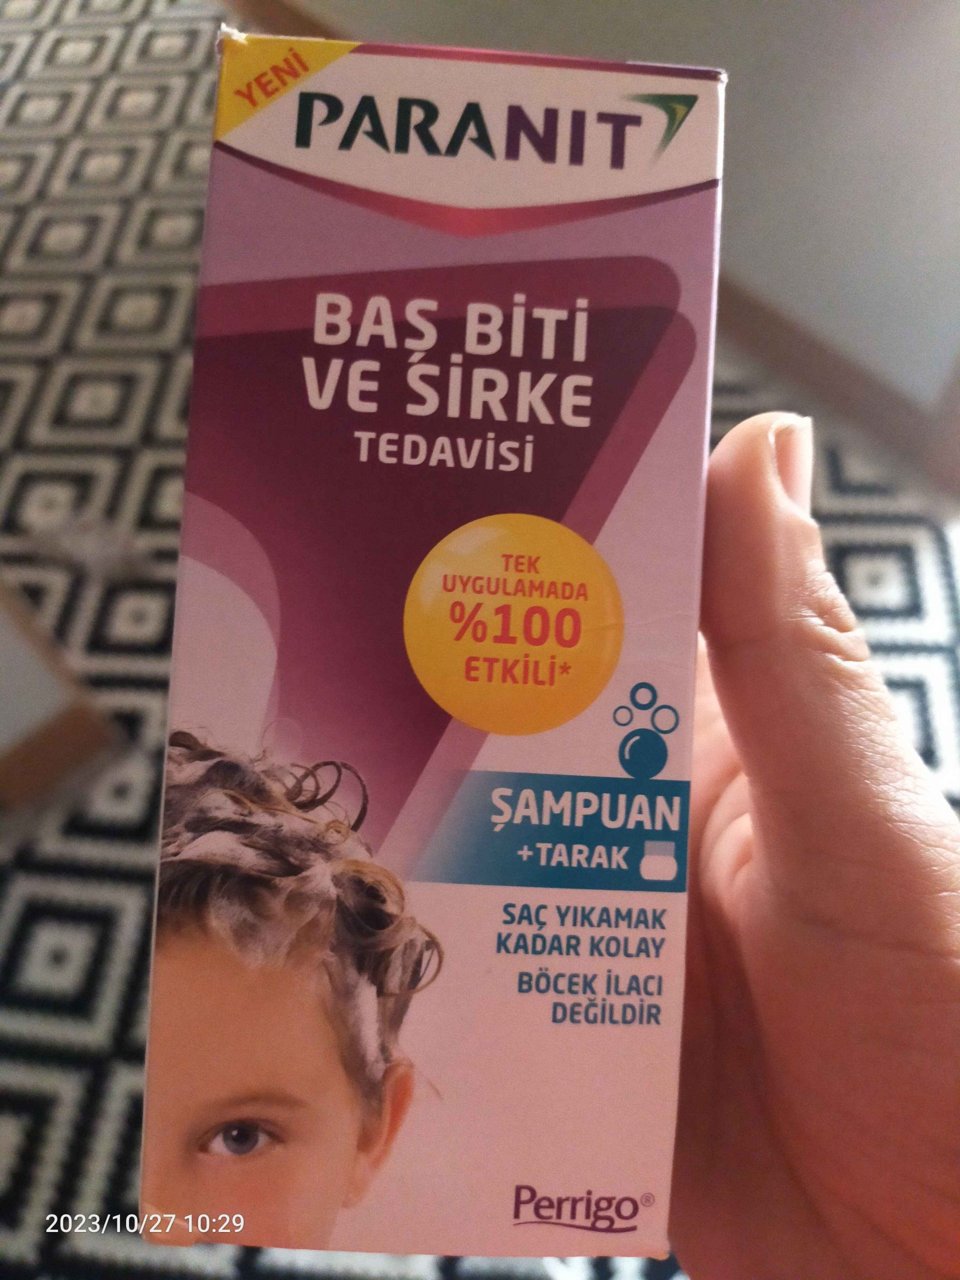 YENİ
PARANIT
BAŞ BİTİ
VE SİRKE
TEDAVİSİ
TEK
UYGULAMADA
%100
ETKİLİ*
ŞAMPUAN
+TARAK
SAÇ YIKAMAK
KADAR KOLAY
BÖCEK İLACI
DEĞİLDİR
Perrigo®
2023/10/27 10:29